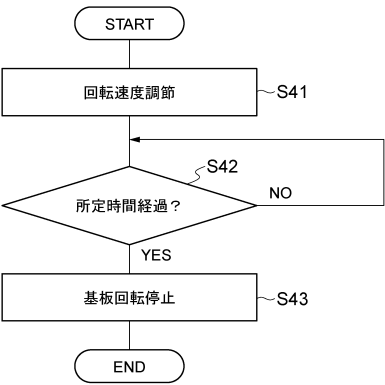 START
回転速度調節
S41
S42
所定時間経過？
NO
YES
基板回転停止
S43
END